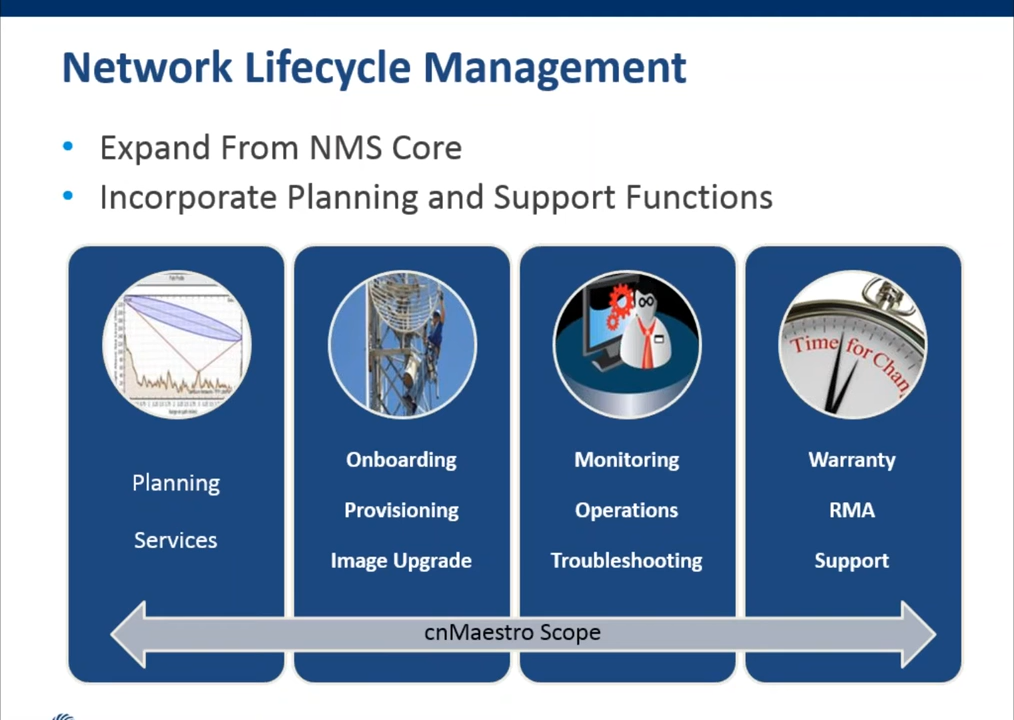 Network Lifecycle Management
• Expand From NMS Core
• Incorporate Planning and Support Functions
Planning
Services
Onboarding
Provisioning
Image Upgrade
Monitoring
Operations
Troubleshooting
Time for Chan
Warranty
RMA
Support
cnMaestro Scope